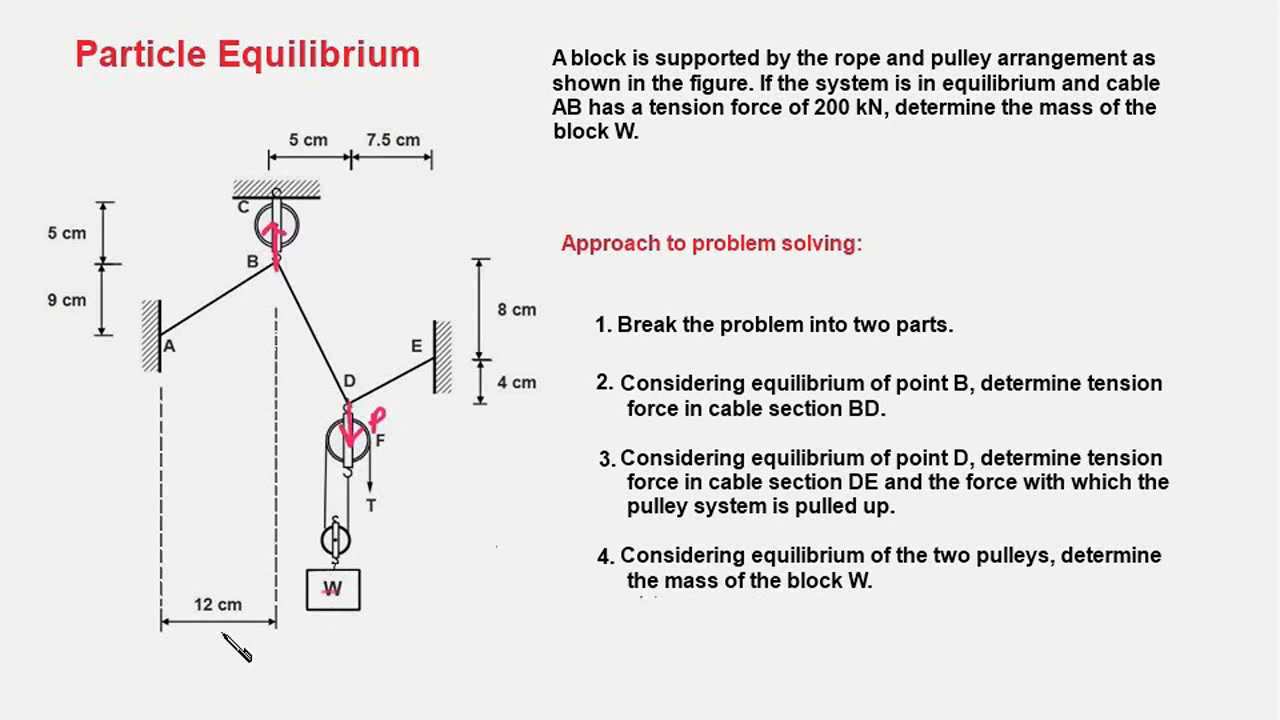 Particle Equilibrium
A block is supported by the rope and pulley arrangement as
shown in the figure. If the system is in equilibrium and cable
AB has a tension force of 200 kN, determine the mass of the
block W.
5 cm
7.5 cm
C
5 cm
B
9 cm
A
8 cm
E
D
4 cm
P
F
T
W
12 cm
Approach to problem solving:
1. Break the problem into two parts.
2. Considering equilibrium of point B, determine tension
force in cable section BD.
3. Considering equilibrium of point D, determine tension
force in cable section DE and the force with which the
pulley system is pulled up.
4. Considering equilibrium of the two pulleys, determine
the mass of the block W.